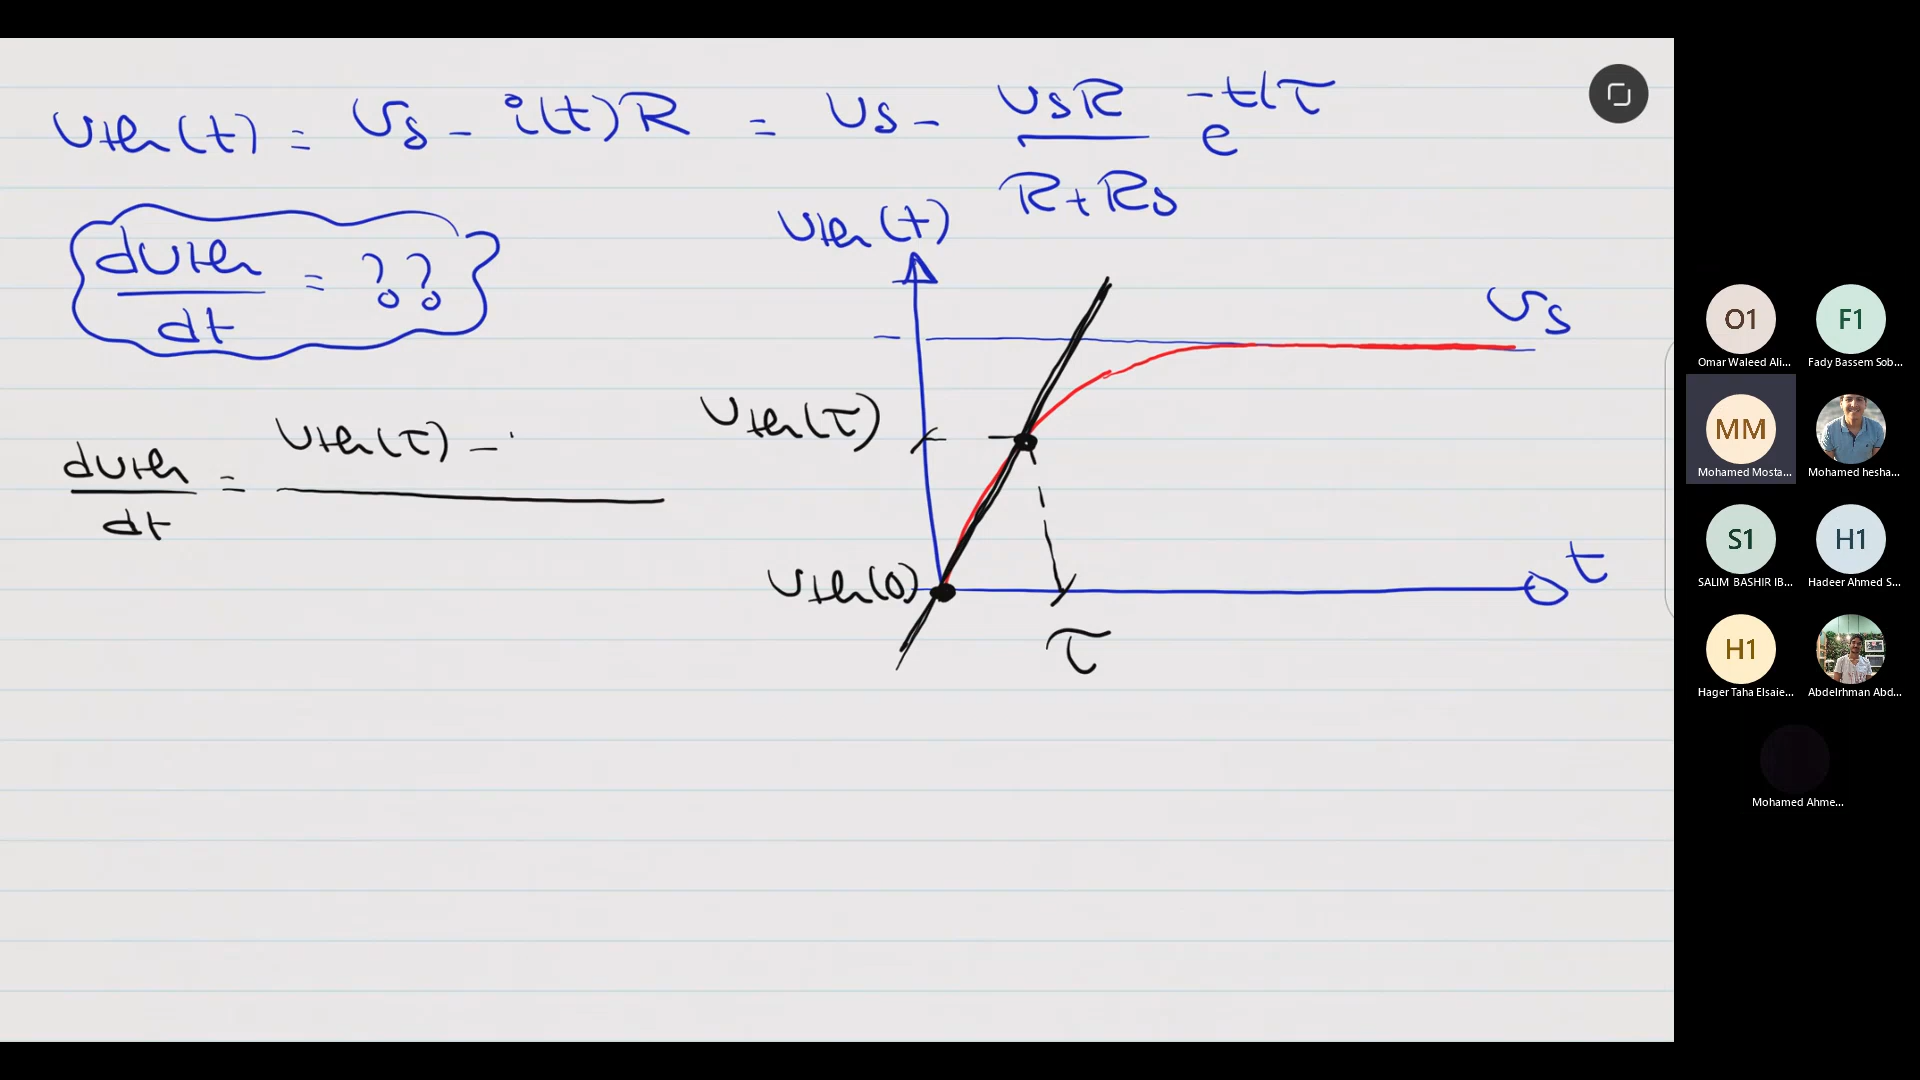 Vth(t) = Vs - i(t)R = Vs - VsR / R+Rs e^-t/τ
dVth / dt = ??
Vth(t)
Vs
Vth(τ)
dVth / dt = Vth(τ) -
Vth(0)
t
τ
O1
F1
Omar Waleed Ali...
Fady Bassem Sob...
MM
Mohamed Mosta...
Mohamed hesha...
S1
H1
SALIM BASHIR IB...
Hadeer Ahmed S...
H1
Hager Taha Elsaie...
Abdelrhman Abd...
Mohamed Ahme...